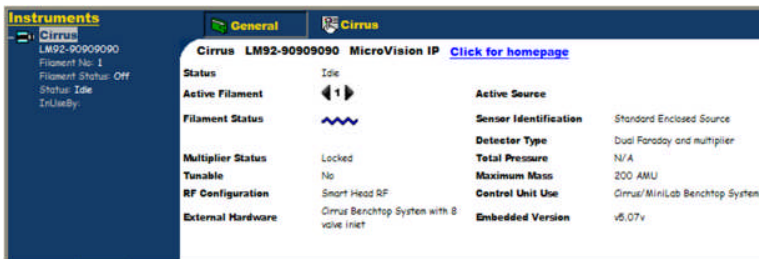 Instruments
Cirrus
LM92-90909090
Filament No: 1
Filament Status: Off
Status: Idle
InUseBy:
General
Cirrus
Cirrus LM92-90909090 MicroVision IP Click for homepage
Status Idle
Active Filament 1 Active Source
Filament Status Sensor Identification Standard Enclosed Source
Detector Type Dual Faraday and multiplier
Multiplier Status Locked Total Pressure N/A
Tunable No Maximum Mass 200 AMU
RF Configuration Smart Head RF Control Unit Use Cirrus/MiniLab Benchtop System
External Hardware Cirrus Benchtop System with 8 valve inlet Embedded Version v5.07v